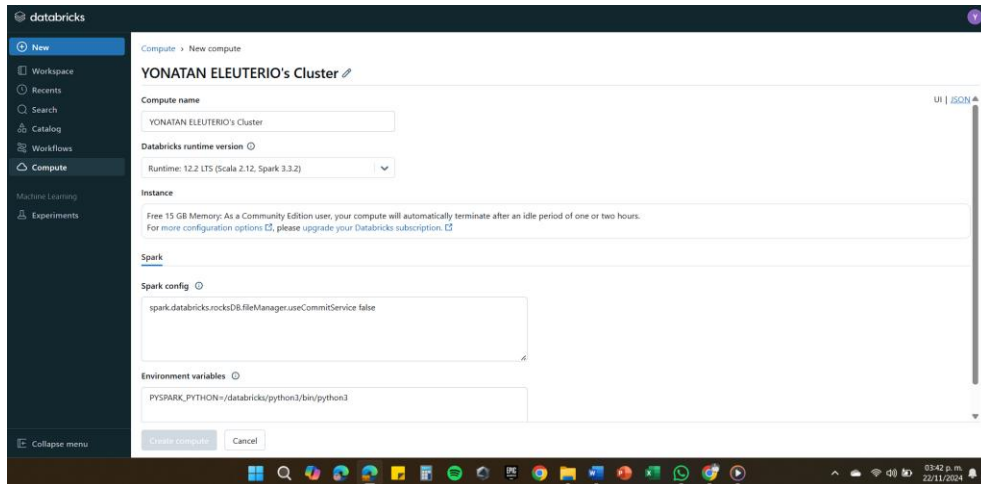 databricks
Y
New
Workspace
Recents
Search
Catalog
Workflows
Compute
Machine Learning
Experiments
Collapse menu
Compute › New compute
YONATAN ELEUTERIO's Cluster
UI | JSON
Compute name
YONATAN ELEUTERIO's Cluster
Databricks runtime version
Runtime: 12.2 LTS (Scala 2.12, Spark 3.3.2)
Instance
Free 15 GB Memory: As a Community Edition user, your compute will automatically terminate after an idle period of one or two hours.
For more configuration options, please upgrade your Databricks subscription.
Spark
Spark config
spark.databricks.rocksDB.fileManager.useCommitService false
Environment variables
PYSPARK_PYTHON=/databricks/python3/bin/python3
Create compute
Cancel
EPIC
03:42 p. m.
22/11/2024